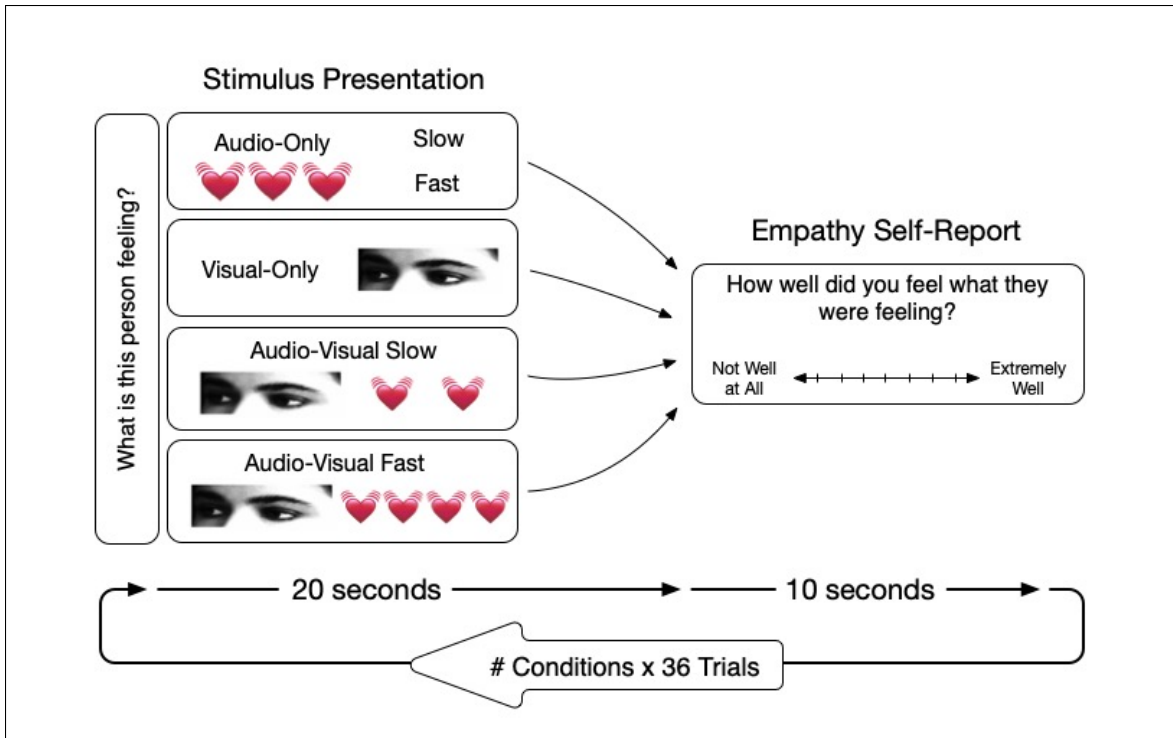 Stimulus Presentation
What is this person feeling?
Audio-Only
Slow
Fast
Visual-Only
Audio-Visual Slow
Audio-Visual Fast
Empathy Self-Report
How well did you feel what they
were feeling?
Not Well
at All
Extremely
Well
20 seconds
10 seconds
# Conditions x 36 Trials